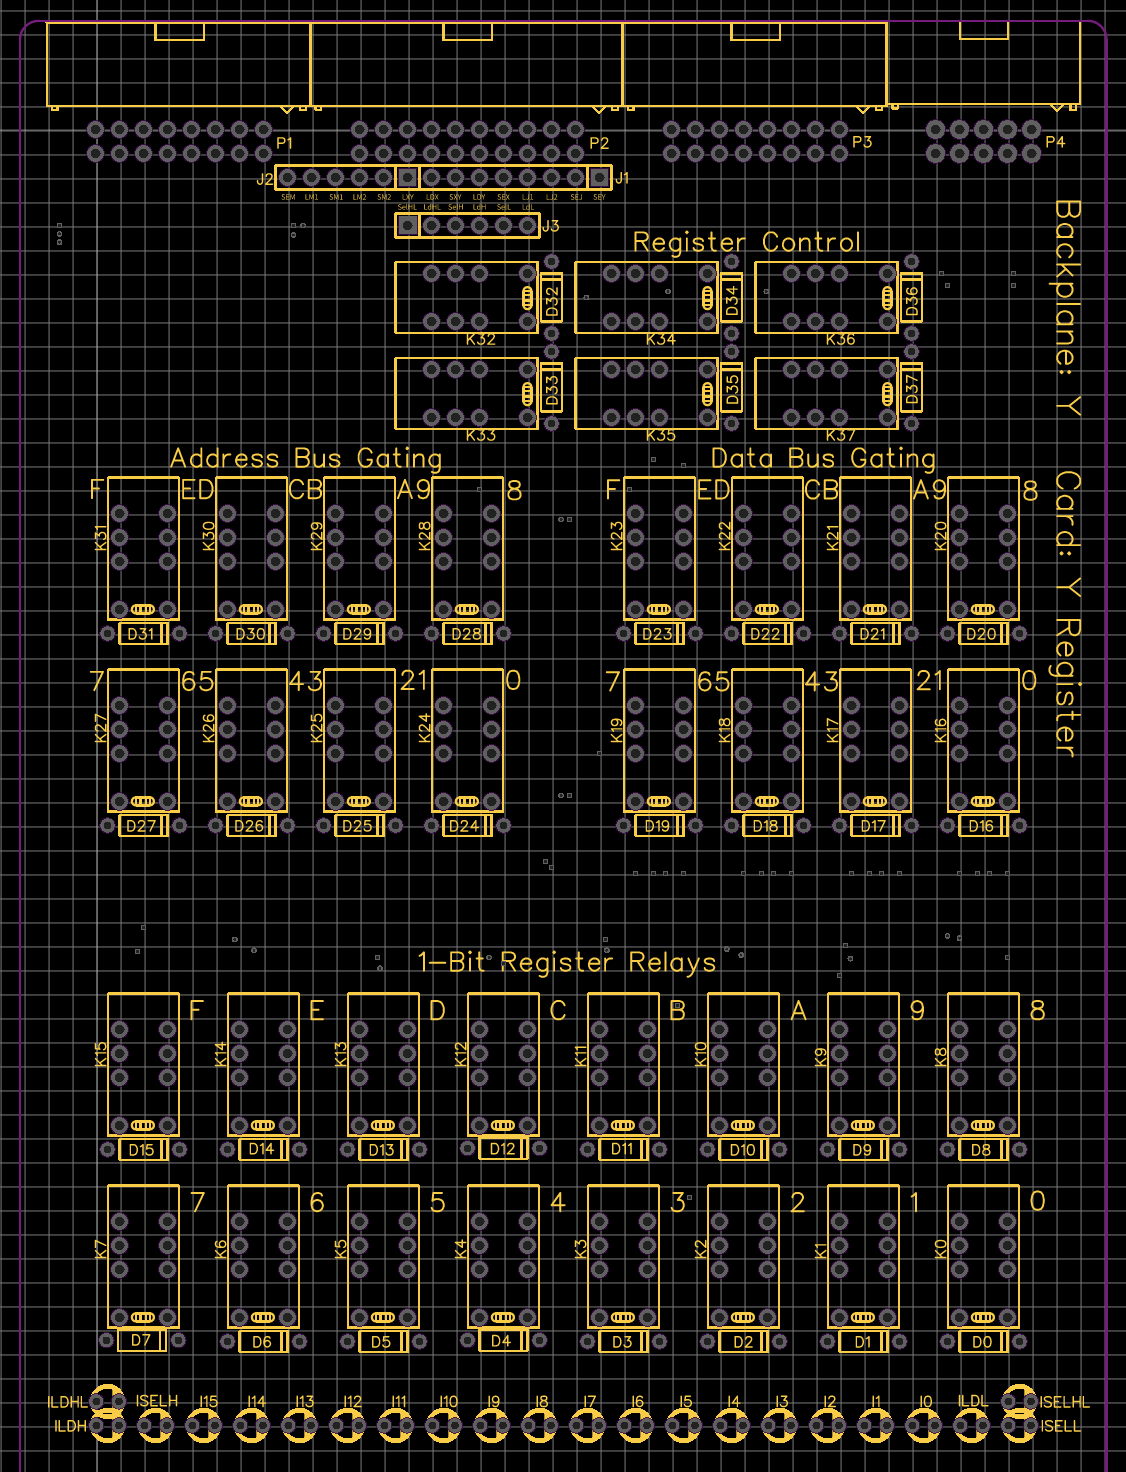 P1 P2 P3 P4
J2 J1
SEM LM1 SM1 LM2 SM2 LXY LDX SXY LDY SEX LJ1 LJ2 SEJ SEY
SelHL LdHL SelH LdH SelL LdL
J3
Register Control
D32 D34 D36
K32 K34 K36
D33 D35 D37
K33 K35 K37
Address Bus Gating Data Bus Gating
F ED CB A9 8 F ED CB A9 8
K31 K30 K29 K28 K23 K22 K21 K20
D31 D30 D29 D28 D23 D22 D21 D20
7 65 43 21 0 7 65 43 21 0
K27 K26 K25 K24 K19 K18 K17 K16
D27 D26 D25 D24 D19 D18 D17 D16
Backplane: Y Card: Y Register
1-Bit Register Relays
F E D C B A 9 8
K15 K14 K13 K12 K11 K10 K9 K8
D15 D14 D13 D12 D11 D10 D9 D8
7 6 5 4 3 2 1 0
K7 K6 K5 K4 K3 K2 K1 K0
D7 D6 D5 D4 D3 D2 D1 D0
ILDHL ISELH I15 I14 I13 I12 I11 I10 I9 I8 I7 I6 I5 I4 I3 I2 I1 I0 ILDL ISELHL
ILDH ISELL